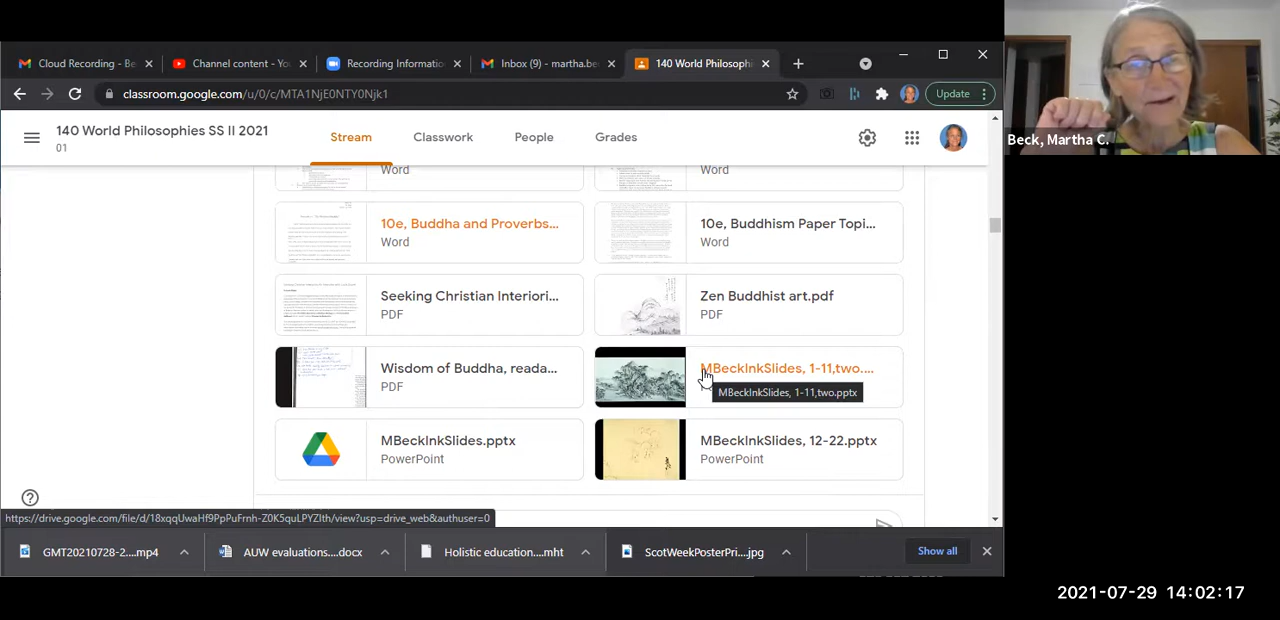 Cloud Recording - Be
Channel content - Yo
Recording Informatio
Inbox (9) - martha.be
140 World Philosophi
classroom.google.com/u/0/c/MTA1NjE0NTY0Njk1
Update
140 World Philosophies SS II 2021
01
Stream
Classwork
People
Grades
Beck, Martha C.
Word
Word
10e, Buddha and Proverbs...
Word
10e, Buddhism Paper Topi...
Word
Seeking Christian Interiori...
PDF
Zen Buddhist art.pdf
PDF
Wisdom of Buddha, reada...
PDF
MBeckInkSlides, 1-11,two....
MBeckInkSlides, 1-11,two.pptx
MBeckInkSlides.pptx
PowerPoint
MBeckInkSlides, 12-22.pptx
PowerPoint
https://drive.google.com/file/d/18xqqUwaHf9PpPuFrnh-Z0K5quLPYZIth/view?usp=drive_web&authuser=0
GMT20210728-2....mp4
AUW evaluations....docx
Holistic education....mht
ScotWeekPosterPri....jpg
Show all
2021-07-29 14:02:17